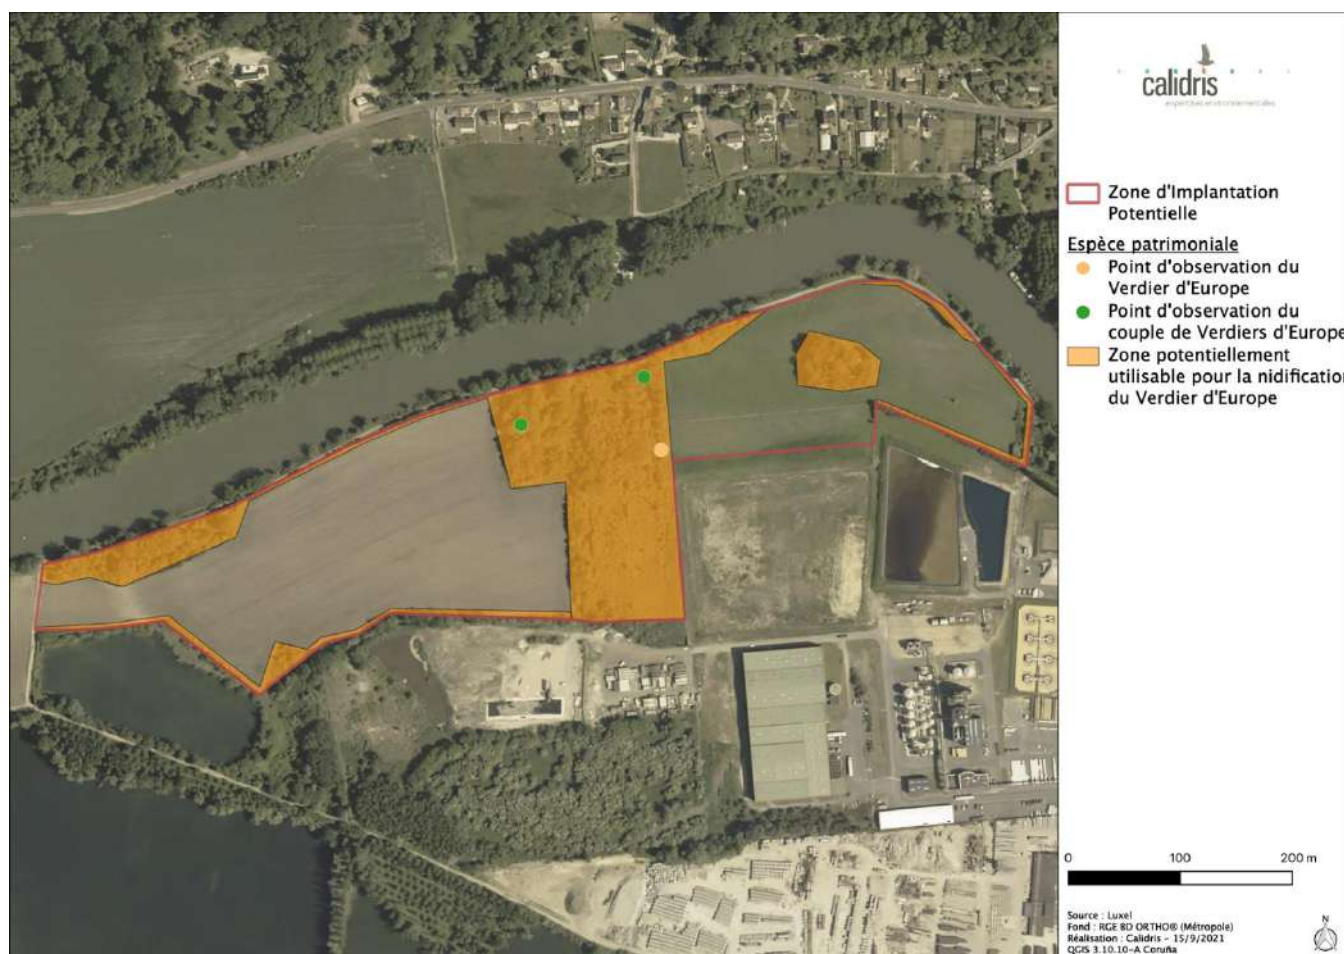 calidris
expertises environnementales
Zone d'Implantation
Potentielle
Espèce patrimoniale
Point d'observation du
Verdier d'Europe
Point d'observation du
couple de Verdiers d'Europe
Zone potentiellement
utilisable pour la nidification
du Verdier d'Europe
0 100 200 m
Source : Luxel
Fond : RGE BD ORTHO® (Métropole)
Réalisation : Calidris - 15/9/2021
QGIS 3.10.10-A Coruña
N